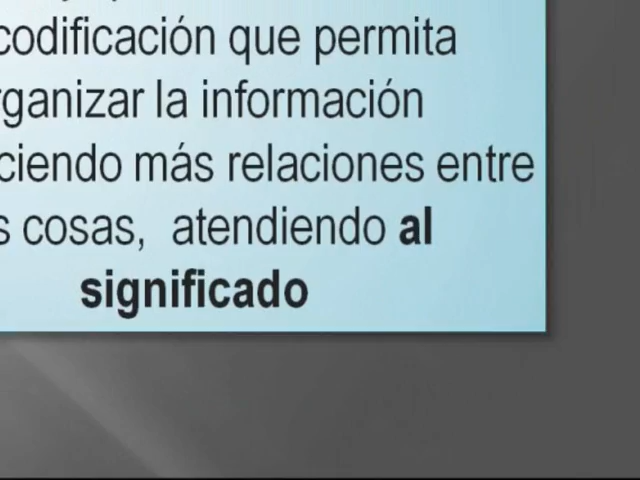 codificación que permita
rganizar la información
ciendo más relaciones entre
s cosas, atendiendo al
significado